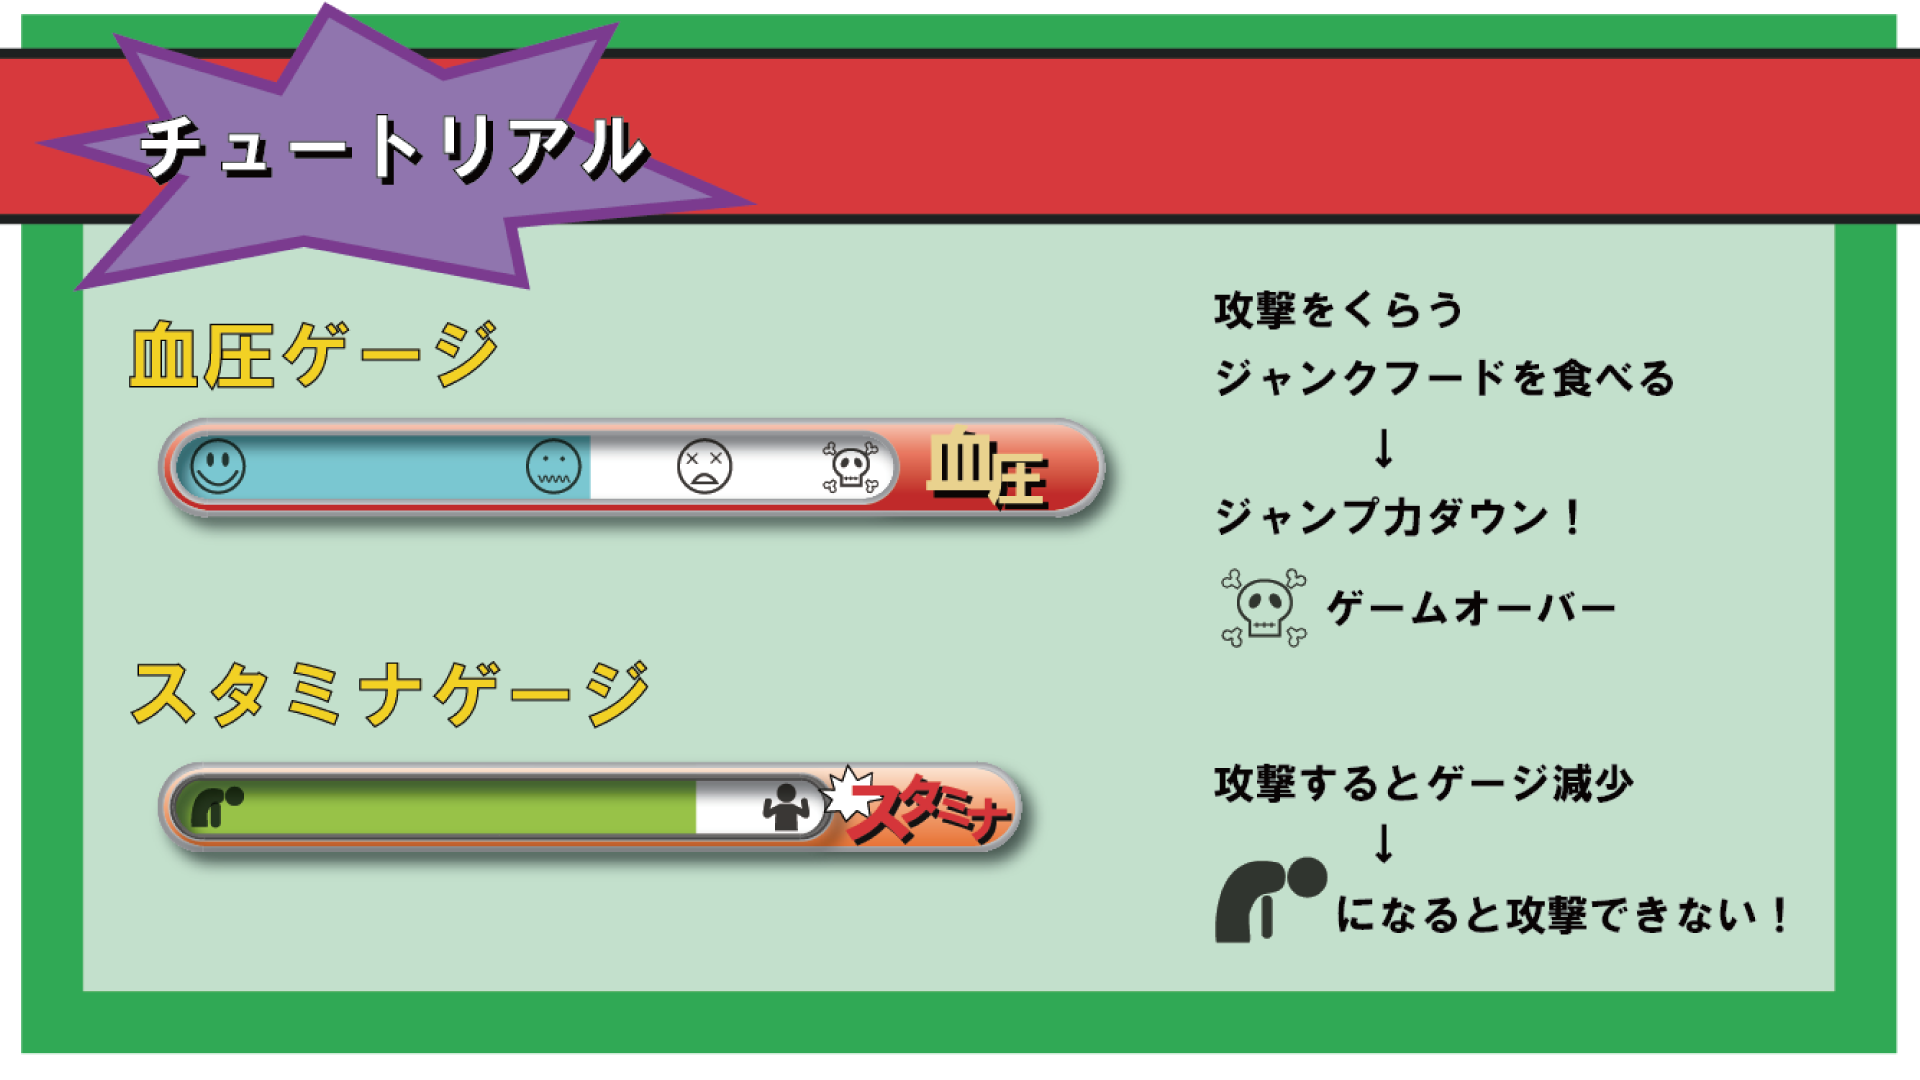 チュートリアル
血圧ゲージ
血圧
攻撃をくらう
ジャンクフードを食べる
↓
ジャンプ力ダウン！
ゲームオーバー
スタミナゲージ
スタミナ
攻撃するとゲージ減少
↓
になると攻撃できない！